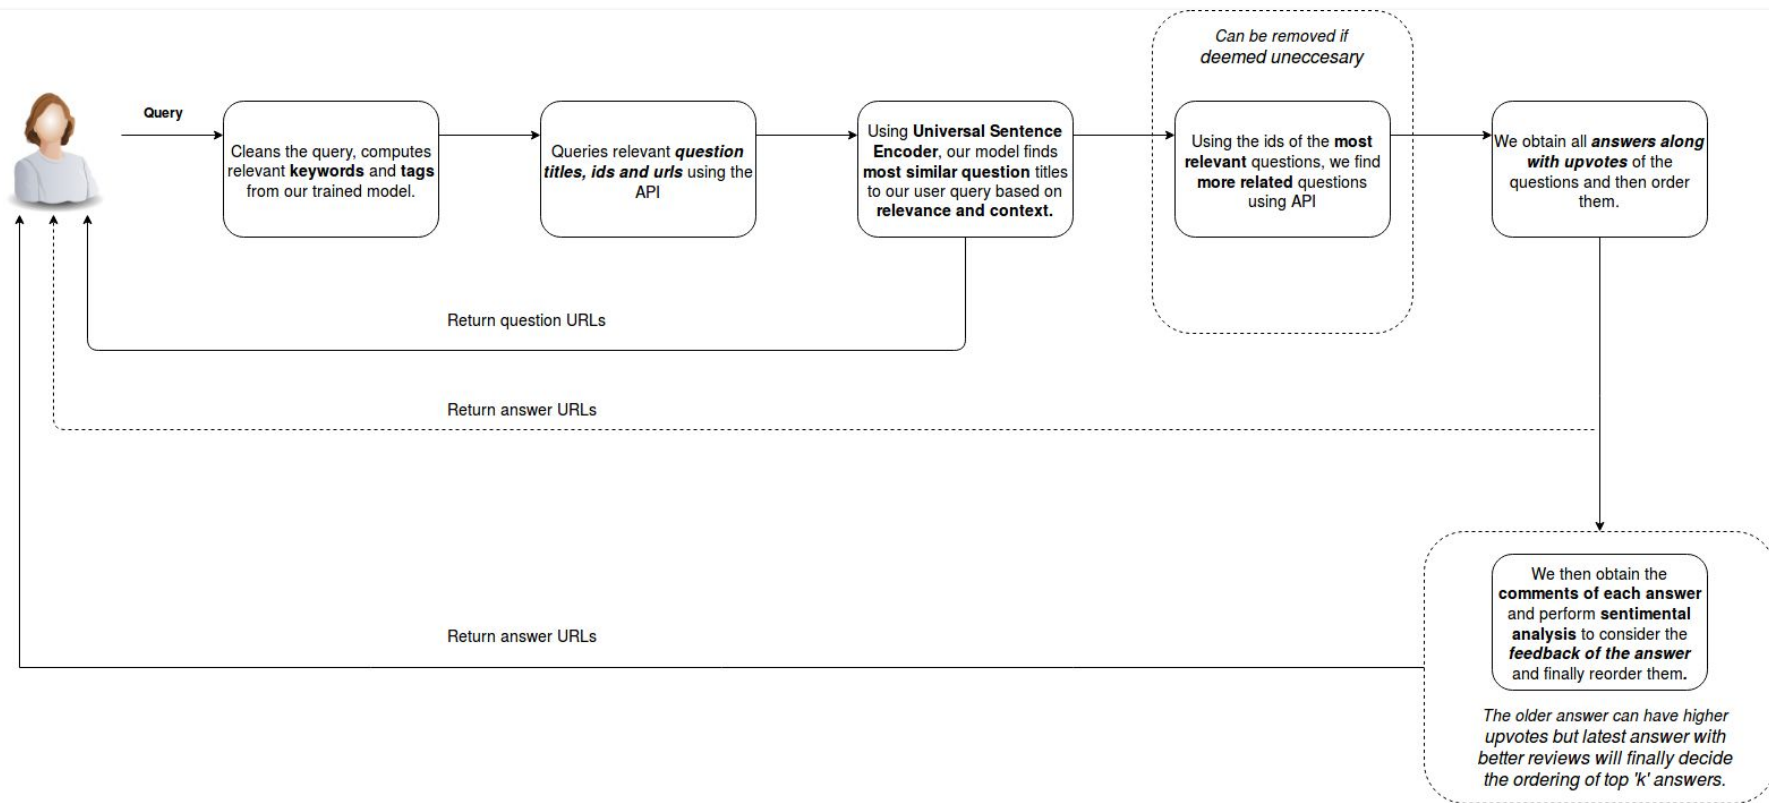 Can be removed if
deemed uneccesary
Query
Cleans the query, computes
relevant keywords and tags
from our trained model.
Queries relevant question
titles, ids and urls using the
API
Using Universal Sentence
Encoder, our model finds
most similar question titles
to our user query based on
relevance and context.
Using the ids of the most
relevant questions, we find
more related questions
using API
We obtain all answers along
with upvotes of the
questions and then order
them.
Return question URLs
Return answer URLs
Return answer URLs
We then obtain the
comments of each answer
and perform sentimental
analysis to consider the
feedback of the answer
and finally reorder them.
The older answer can have higher
upvotes but latest answer with
better reviews will finally decide
the ordering of top 'k' answers.